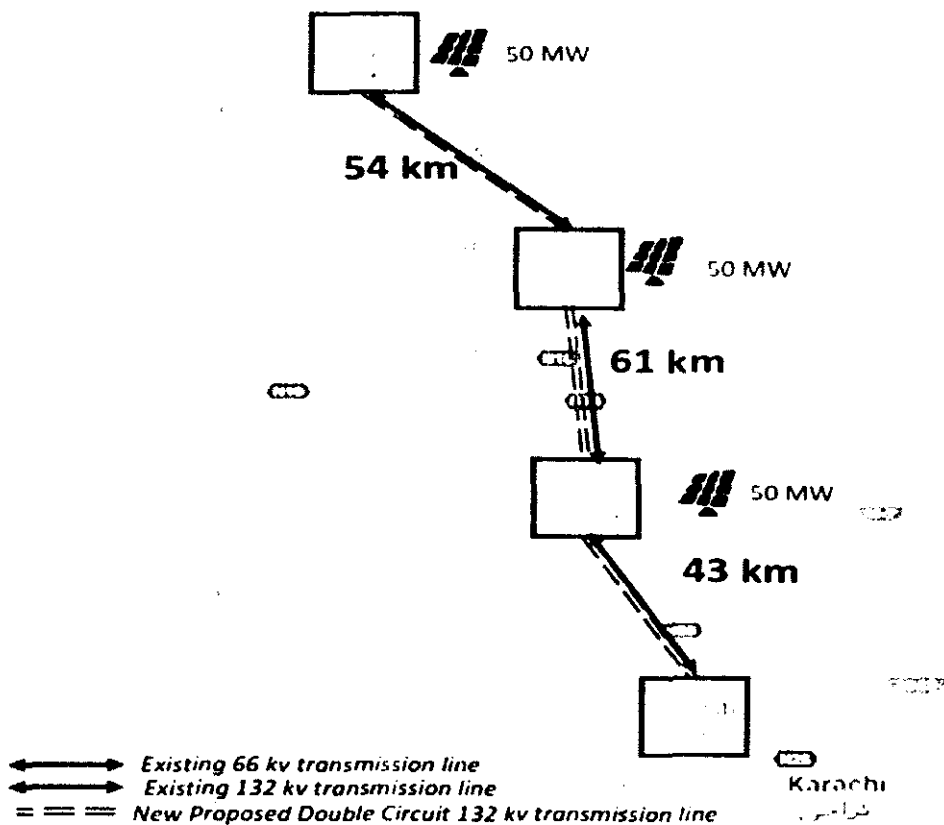 50 MW
54 km
50 MW
61 km
50 MW
43 km
Existing 66 kv transmission line
Existing 132 kv transmission line
New Proposed Double Circuit 132 kv transmission line
Karachi